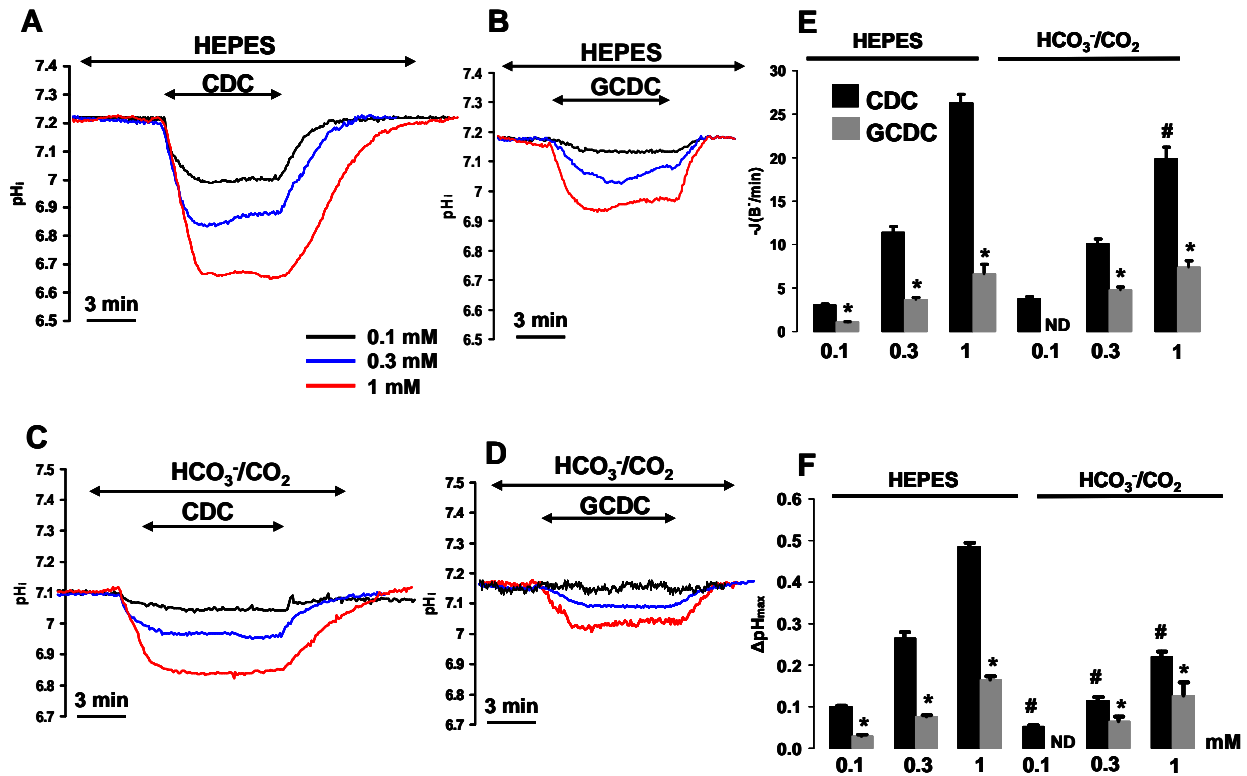 A
HEPES
CDC
7.4
7.3
7.2
7.1
7
6.9
6.8
6.7
6.6
6.5
pHi
3 min
B
HEPES
GCDC
7.4
7.3
7.2
7.1
7
6.9
6.8
6.7
6.6
6.5
pHi
3 min
0.1 mM
0.3 mM
1 mM
E
HEPES
HCO₃⁻/CO₂
CDC
GCDC
30
25
20
15
10
5
0
-J(B⁻/min)
* * * ND * # *
0.1 0.3 1 0.1 0.3 1
C
HCO₃⁻/CO₂
CDC
7.5
7.4
7.3
7.2
7.1
7
6.9
6.8
6.7
pHi
3 min
D
HCO₃⁻/CO₂
GCDC
7.5
7.4
7.3
7.2
7.1
7
6.9
6.8
6.7
pHi
3 min
F
HEPES
HCO₃⁻/CO₂
0.6
0.5
0.4
0.3
0.2
0.1
0.0
ΔpHmax
* * * # ND # * # *
0.1 0.3 1 0.1 0.3 1 mM